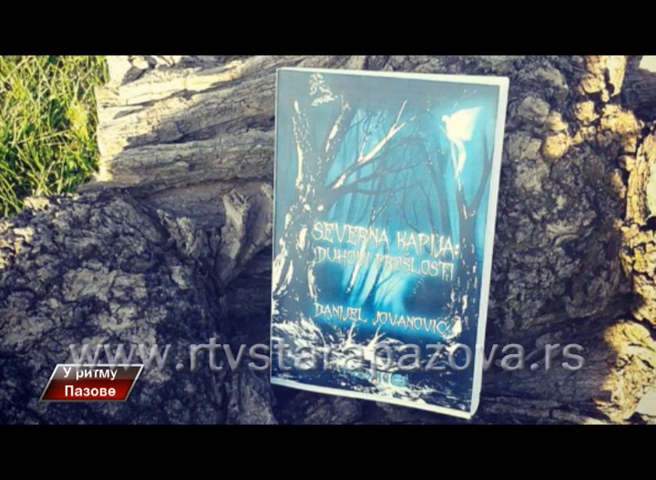 SEVERNA KAPIJA:
DUHOVI PROŠLOSTI
DANIJEL JOVANOVIĆ
www.rtvstarapazova.rs
У ритму
Пазове